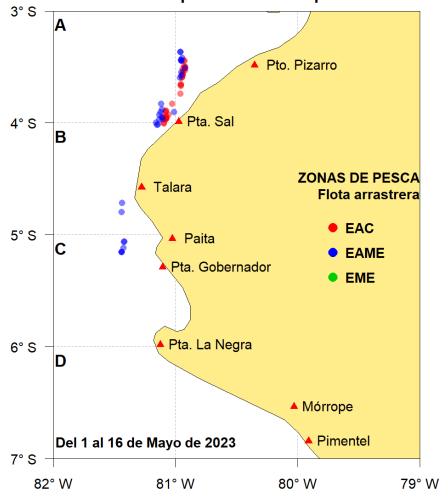 3° S
A
Pto. Pizarro
4° S
Pta. Sal
B
ZONAS DE PESCA
Flota arrastrera
Talara
EAC
5° S
Paita
C
EAME
Pta. Gobernador
EME
6° S
Pta. La Negra
D
Mórrope
Del 1 al 16 de Mayo de 2023
Pimentel
7° S
82° W
81° W
80° W
79° W